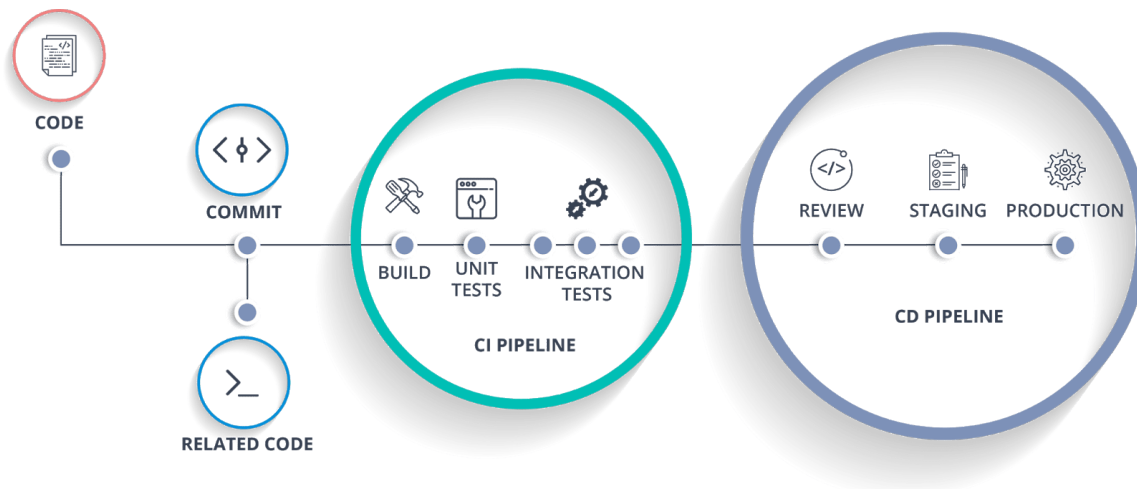 CODE
COMMIT
RELATED CODE
BUILD
UNIT
TESTS
INTEGRATION
TESTS
CI PIPELINE
REVIEW
STAGING
PRODUCTION
CD PIPELINE